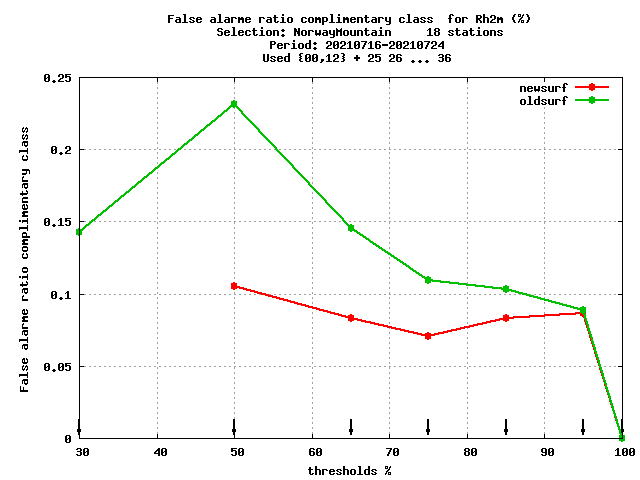 False alarme ratio complimentary class  for Rh2m (%)
Selection: NorwayMountain     18 stations
Period: 20210716-20210724
Used {00,12} + 25 26 ... 36
newsurf
oldsurf
False alarme ratio complimentary class
0.25
0.2
0.15
0.1
0.05
0
30 40 50 60 70 80 90 100
thresholds %